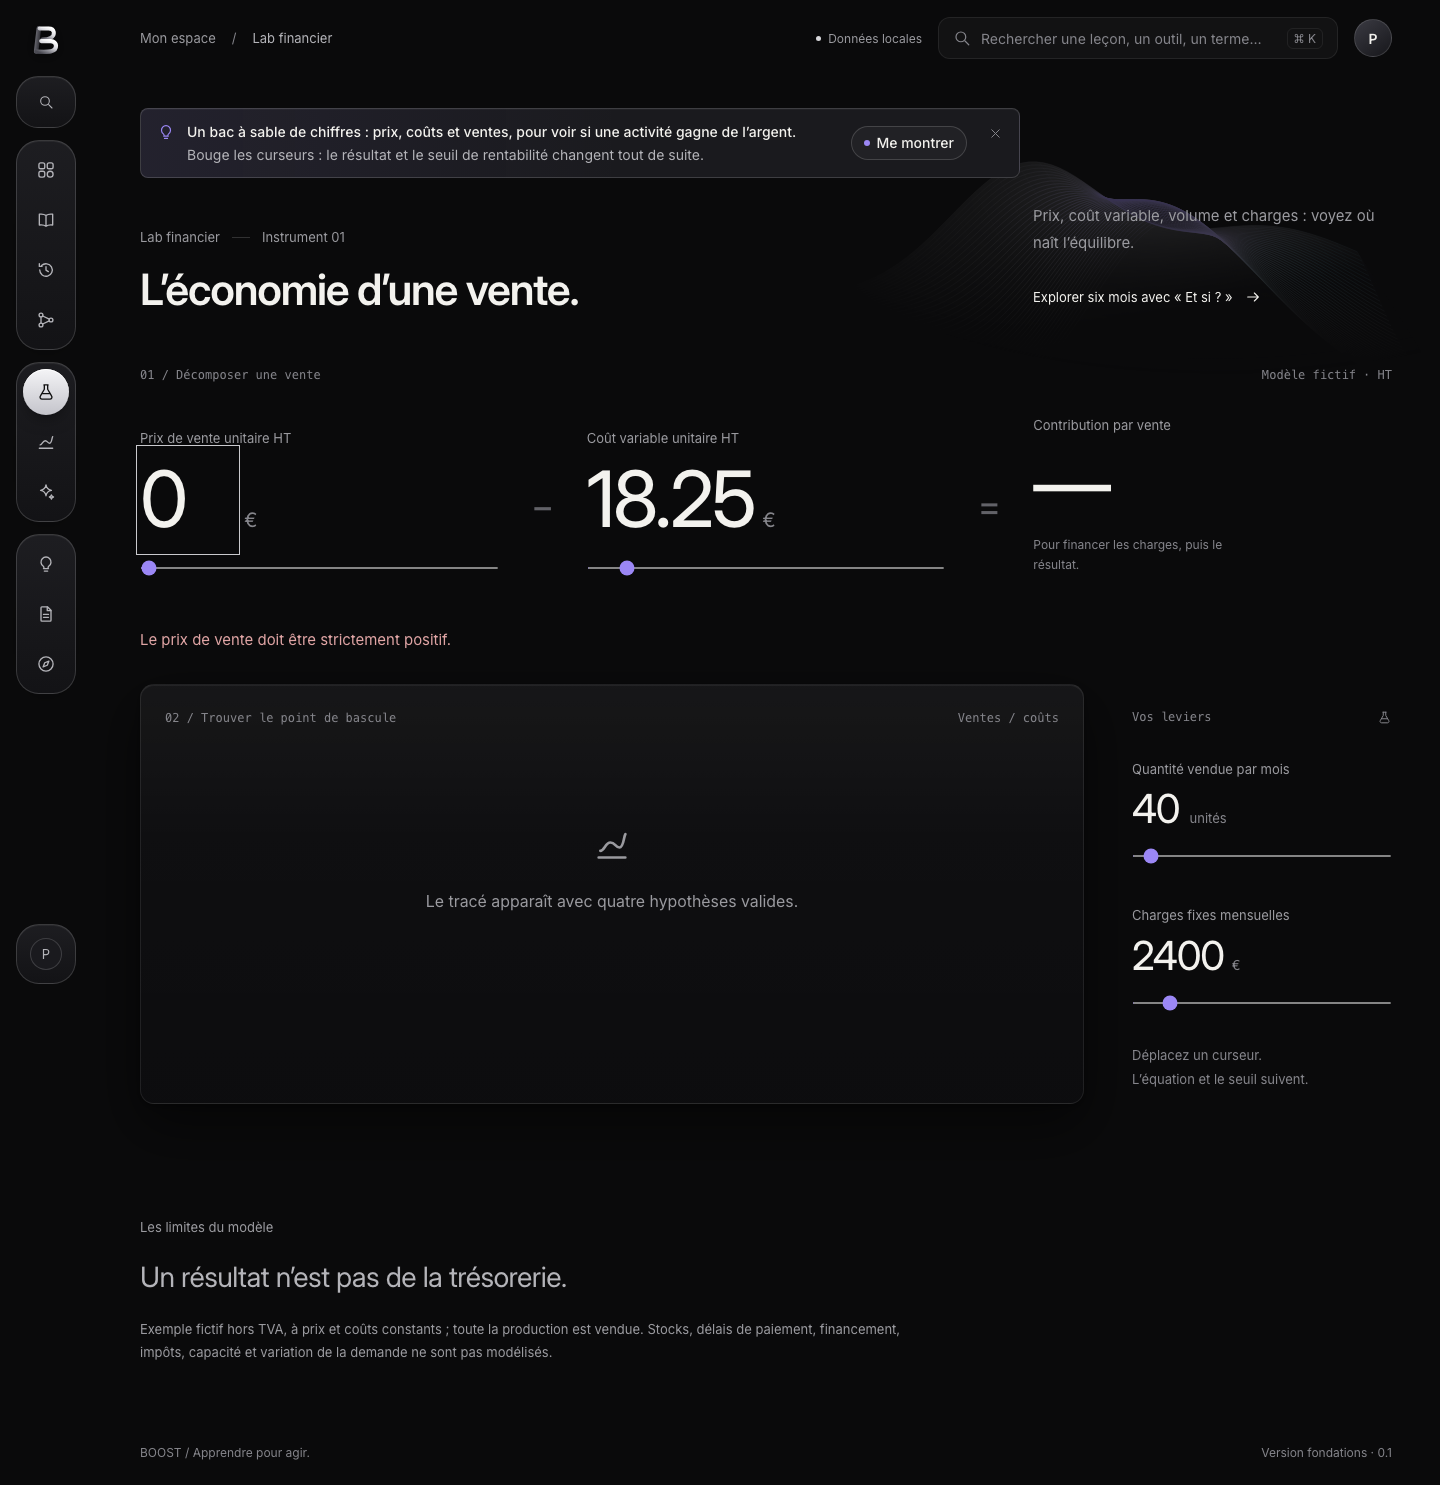 B
Mon espace / Lab financier
Données locales
Rechercher une leçon, un outil, un terme...
⌘ K
P
Un bac à sable de chiffres : prix, coûts et ventes, pour voir si une activité gagne de l’argent.
Bouge les curseurs : le résultat et le seuil de rentabilité changent tout de suite.
Me montrer
Lab financier — Instrument 01
L’économie d’une vente.
Prix, coût variable, volume et charges : voyez où
naît l’équilibre.
Explorer six mois avec « Et si ? » →
01 / Décomposer une vente
Modèle fictif · HT
Prix de vente unitaire HT
0 €
−
Coût variable unitaire HT
18.25 €
=
Contribution par vente
—
Pour financer les charges, puis le
résultat.
Le prix de vente doit être strictement positif.
02 / Trouver le point de bascule
Ventes / coûts
Le tracé apparaît avec quatre hypothèses valides.
Vos leviers
Quantité vendue par mois
40 unités
Charges fixes mensuelles
2400 €
Déplacez un curseur.
L’équation et le seuil suivent.
P
Les limites du modèle
Un résultat n’est pas de la trésorerie.
Exemple fictif hors TVA, à prix et coûts constants ; toute la production est vendue. Stocks, délais de paiement, financement,
impôts, capacité et variation de la demande ne sont pas modélisés.
BOOST / Apprendre pour agir.
Version fondations · 0.1